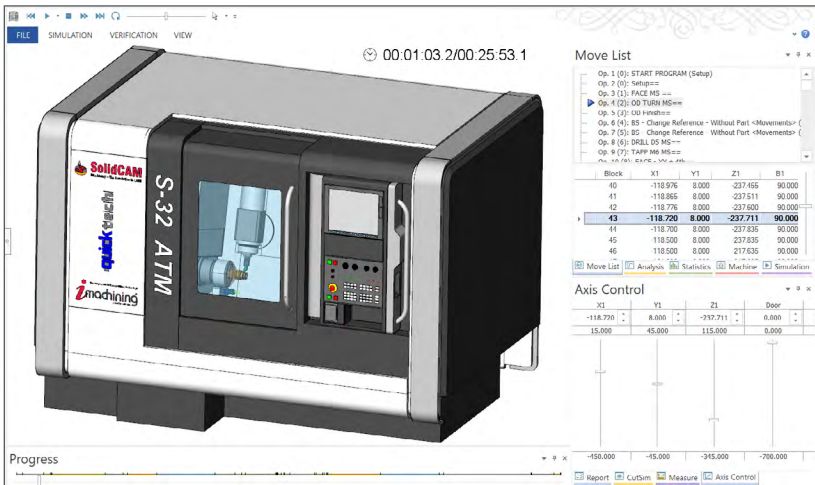 FILE SIMULATION VERIFICATION VIEW
00:01:03.2/00:25:53.1
SolidCAM
quicktech
iMachining
S-32 ATM
Move List
Op. 1 (0): START PROGRAM (Setup)
Op. 2 (0): Setup==
Op. 3 (1): FACE MS ==
Op. 4 (2): OD TURN MS==
Op. 5 (3): OD Finish==
Op. 6 (4): B5 - Change Reference - Without Part <Movements> (
Op. 7 (5): B5 Change Reference - Without Part <Movements> (
Op. 8 (6): DRILL D5 MS==
Op. 9 (7): TAPP M6 MS==
Block X1 Y1 Z1 B1
40 -118.976 8.000 -237.455 90.000
41 -118.865 8.000 -237.511 90.000
42 -118.776 8.000 -237.600 90.000
43 -118.720 8.000 -237.711 90.000
44 -118.700 8.000 -237.835 90.000
45 -118.500 8.000 -237.835 90.000
46 -118.500 8.000 -217.635 90.000
Move List Analysis Statistics Machine Simulation
Axis Control
X1 Y1 Z1 Door
-118.720 8.000 -237.711 0.000
15.000 45.000 115.000 0.000
-450.000 -45.000 -345.000 -700.000
Progress
Report CutSim Measure Axis Control